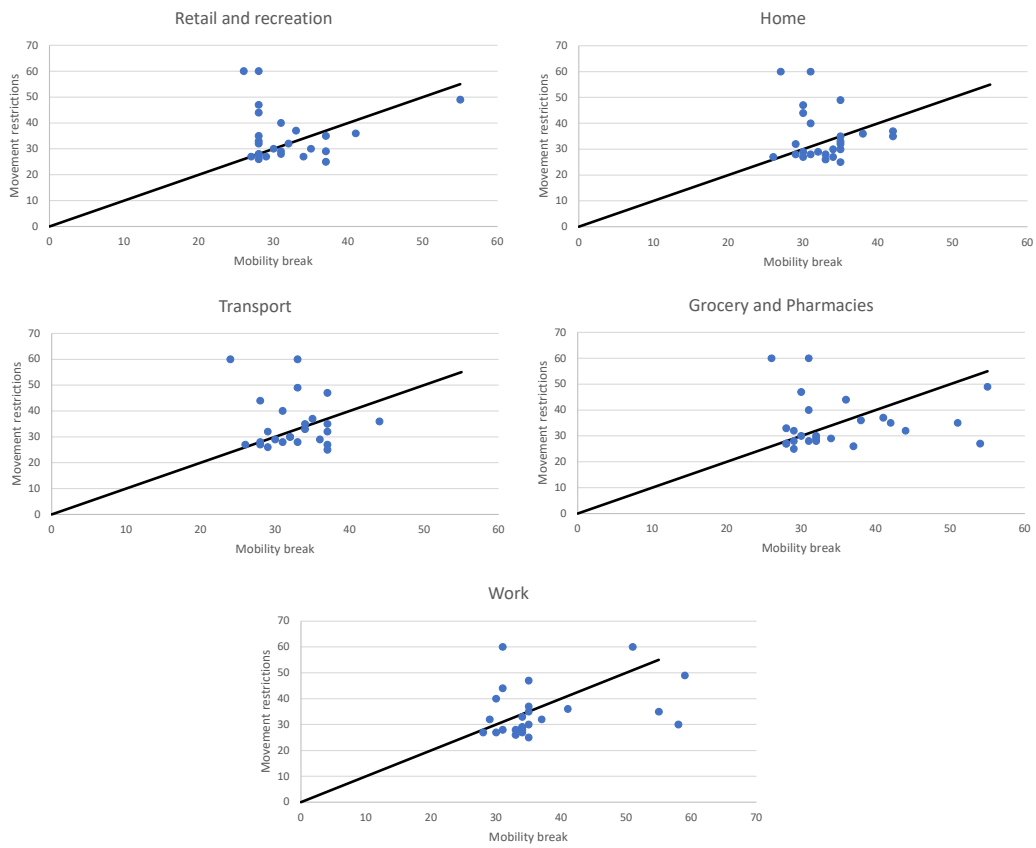 Retail and recreation
70
60
50
40
30
20
10
0
Movement restrictions
0 10 20 30 40 50 60
Mobility break
Home
70
60
50
40
30
20
10
0
Movement restrictions
0 10 20 30 40 50 60
Mobility break
Transport
70
60
50
40
30
20
10
0
Movement restrictions
0 10 20 30 40 50 60
Mobility break
Grocery and Pharmacies
70
60
50
40
30
20
10
0
Movement restrictions
0 10 20 30 40 50 60
Mobility break
Work
70
60
50
40
30
20
10
0
Movement restrictions
0 10 20 30 40 50 60 70
Mobility break